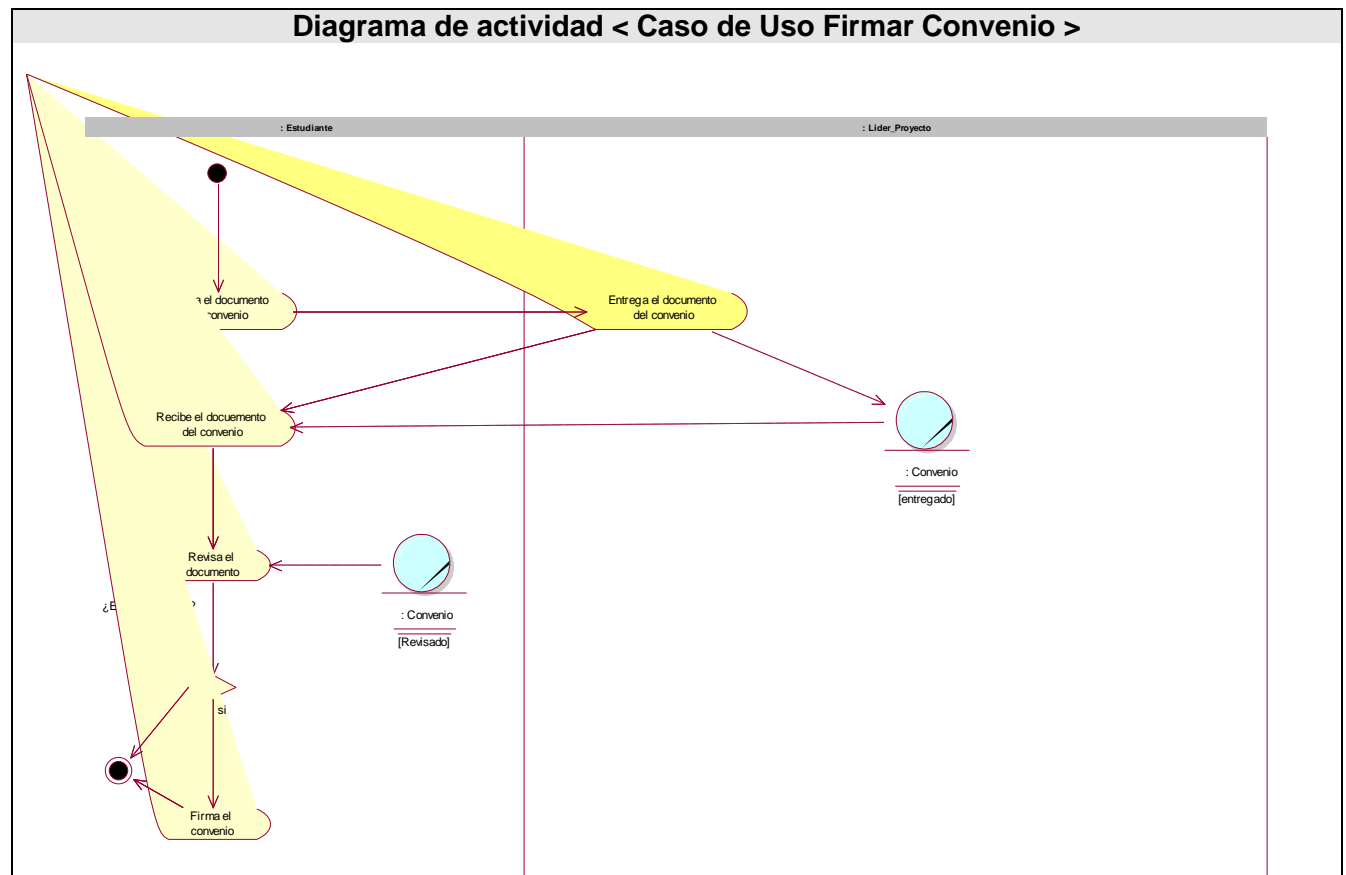 Diagrama de actividad < Caso de Uso Firmar Convenio >
: Estudiante
: Lider_Proyecto
el documento
Entrega el documento
del convenio
Recibe el docuemento
del convenio
: Convenio
[entregado]
Revisa el
documento
: Convenio
[Revisado]
si
Firma el
convenio